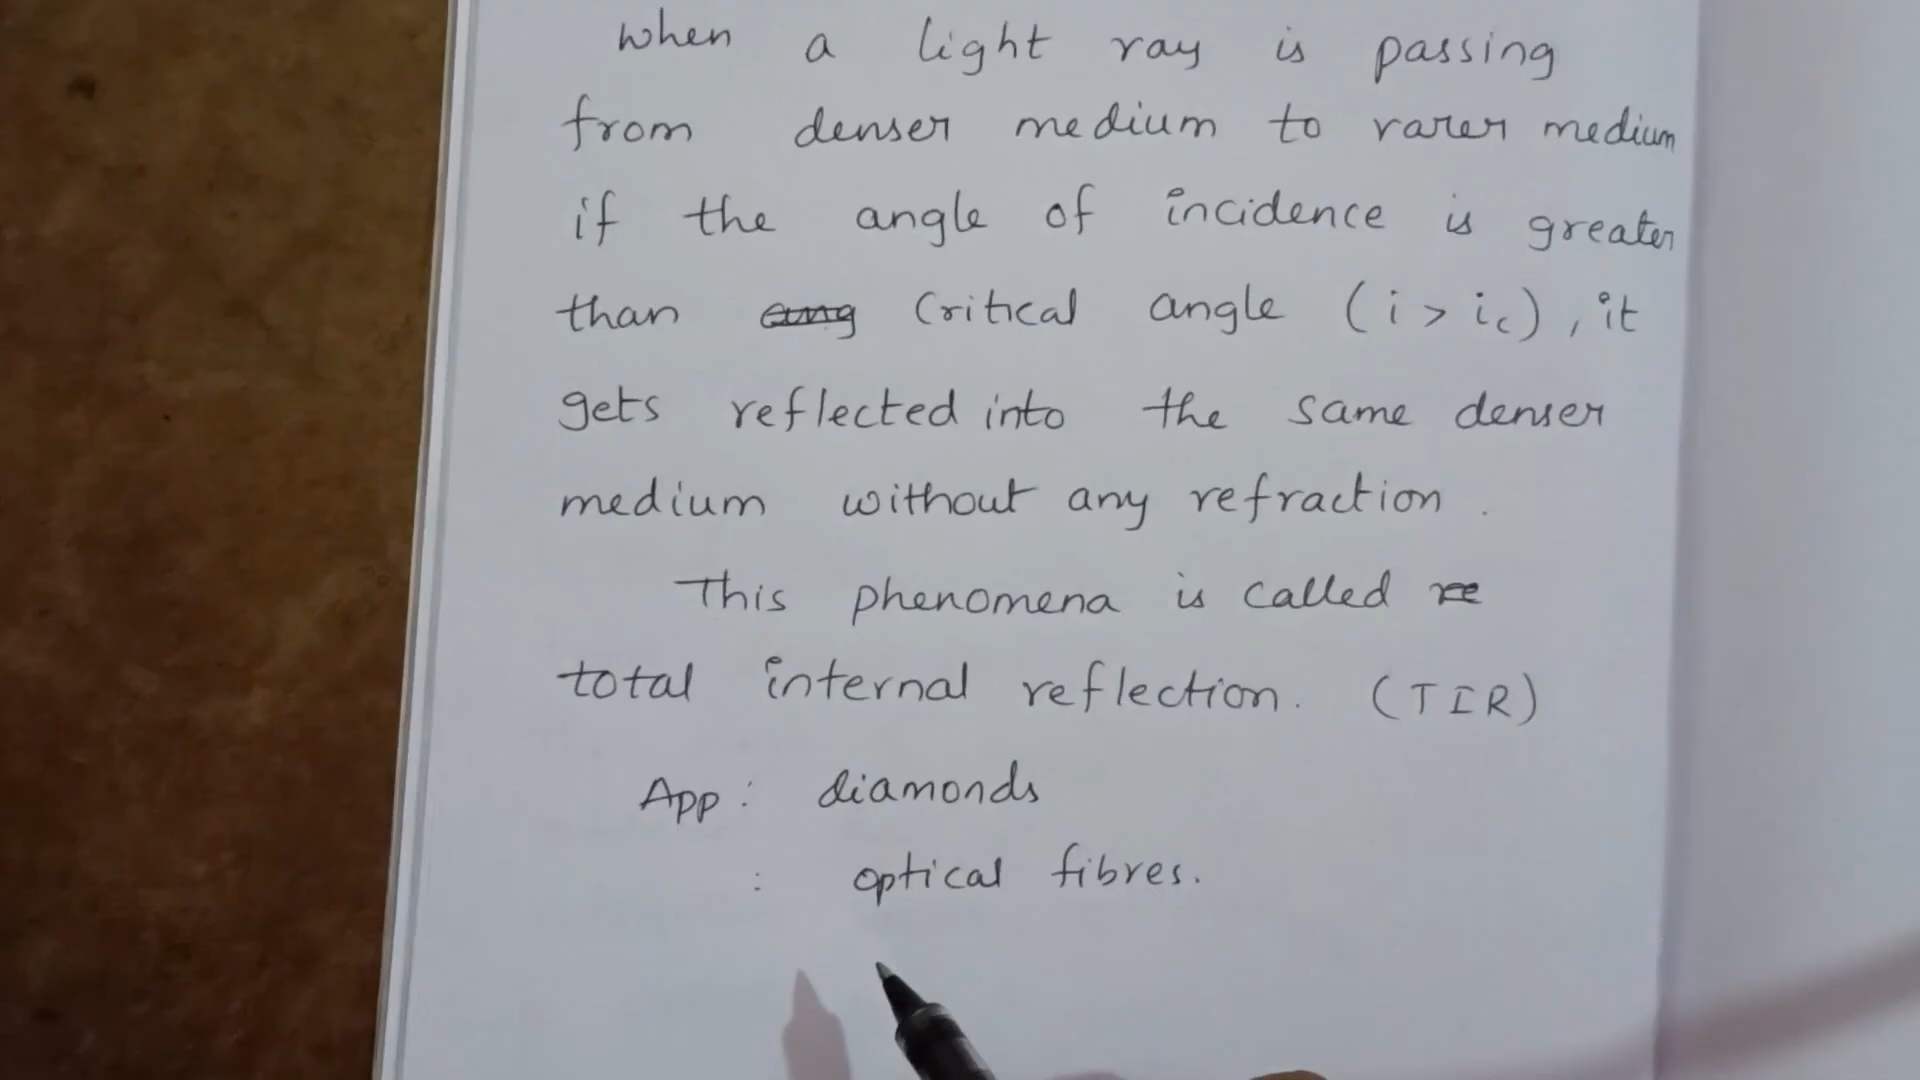 when a light ray is passing
from denser medium to rarer medium
if the angle of incidence is greater
than critical angle (i > ic), it
gets reflected into the same denser
medium without any refraction.
This phenomena is called
total internal reflection. (TIR)
App: diamonds
: optical fibres.